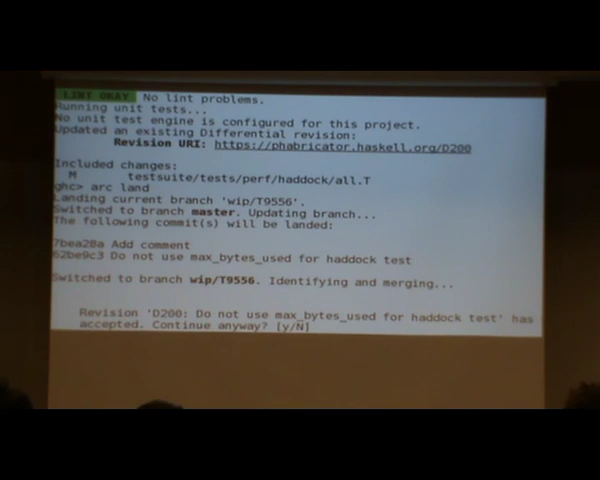 LINT OKAY No lint problems.
Running unit tests...
No unit test engine is configured for this project.
Updated an existing Differential revision:
Revision URI: https://phabricator.haskell.org/D200
Included changes:
M testsuite/tests/perf/haddock/all.T
ghc> arc land
Landing current branch 'wip/T9556'.
Switched to branch master. Updating branch...
The following commit(s) will be landed:
7bea28a Add comment
62be9c3 Do not use max_bytes_used for haddock test
Switched to branch wip/T9556. Identifying and merging...
Revision 'D200: Do not use max_bytes_used for haddock test' has
accepted. Continue anyway? [y/N]